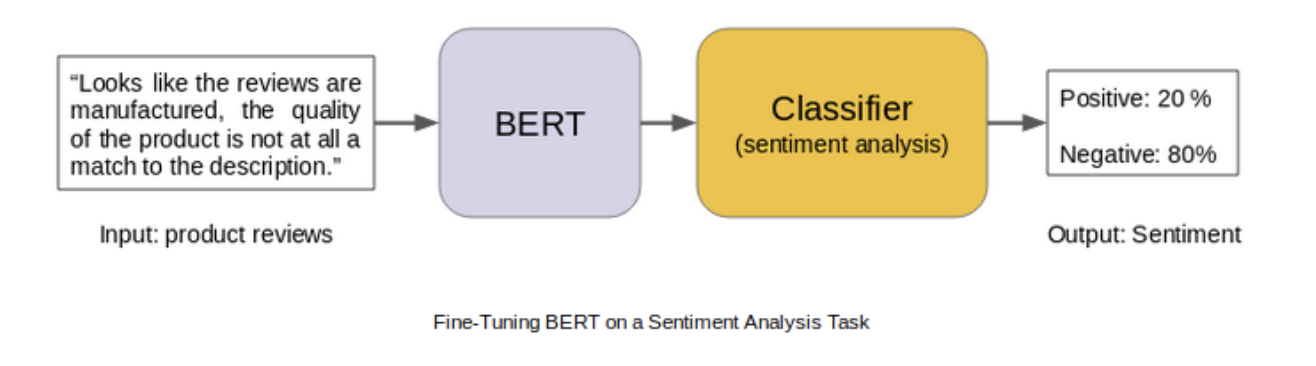 “Looks like the reviews are
manufactured, the quality
of the product is not at all a
match to the description.”
Input: product reviews
BERT
Classifier
(sentiment analysis)
Positive: 20 %
Negative: 80%
Output: Sentiment
Fine-Tuning BERT on a Sentiment Analysis Task